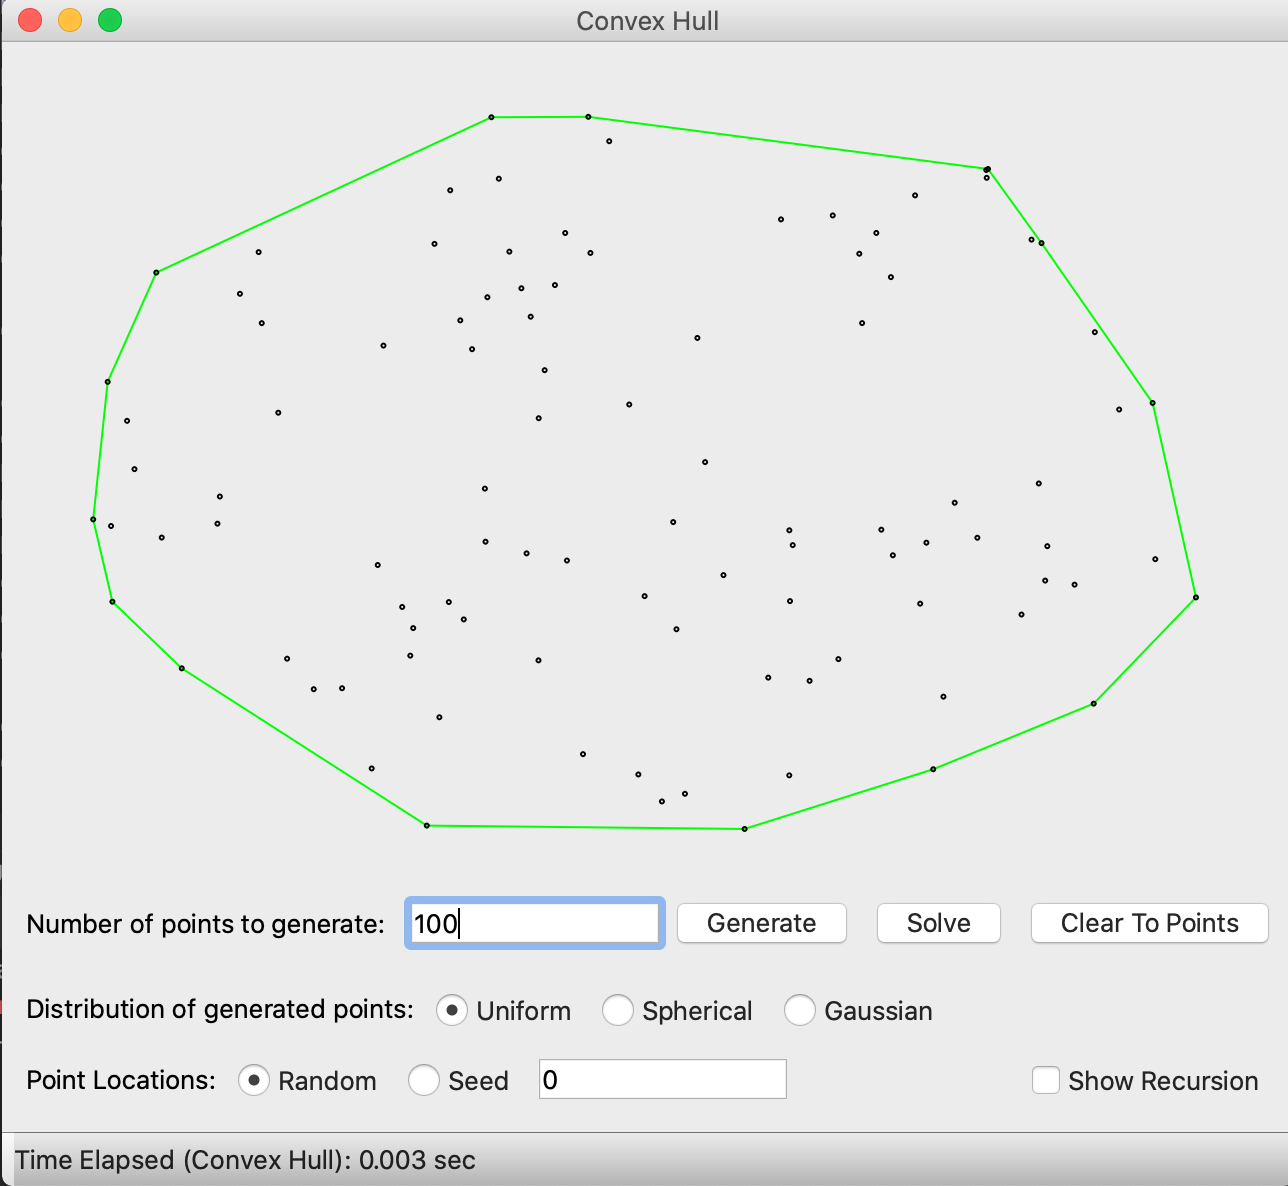 Convex Hull
Number of points to generate: 100 Generate Solve Clear To Points
Distribution of generated points: Uniform Spherical Gaussian
Point Locations: Random Seed 0 Show Recursion
Time Elapsed (Convex Hull): 0.003 sec